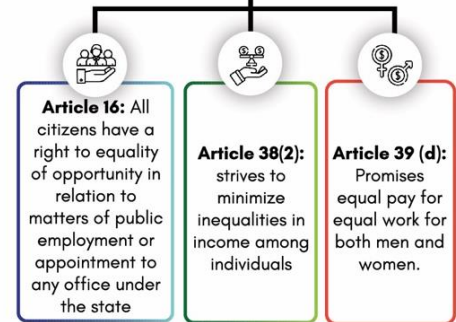 Article 16: All
citizens have a
right to equality
of opportunity in
relation to
matters of public
employment or
appointment to
any office under
the state
Article 38(2):
strives to
minimize
inequalities in
income among
individuals
Article 39 (d):
Promises
equal pay for
equal work for
both men and
women.